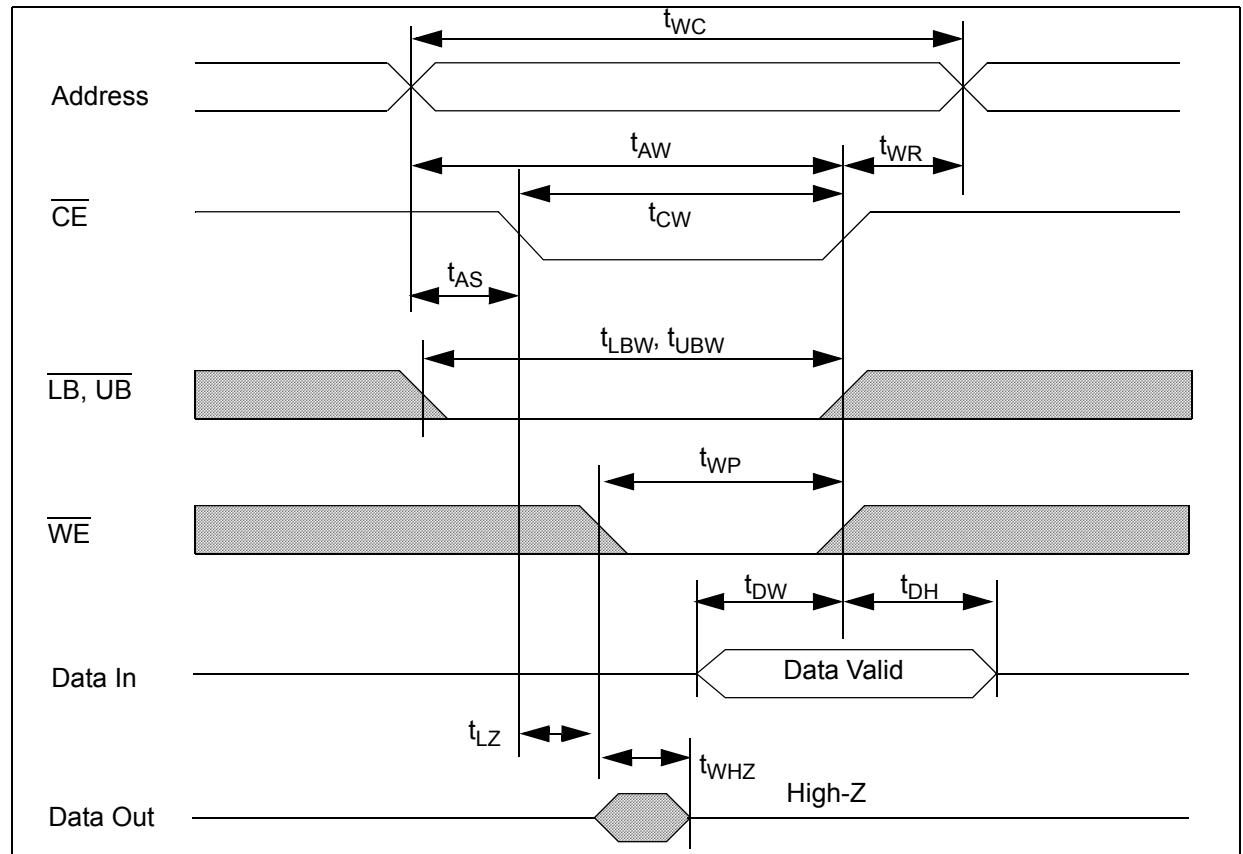 tWC
Address
tAW
tWR
CE
tCW
tAS
tLBW, tUBW
LB, UB
tWP
WE
tDW
tDH
Data In
Data Valid
tLZ
tWHZ
High-Z
Data Out